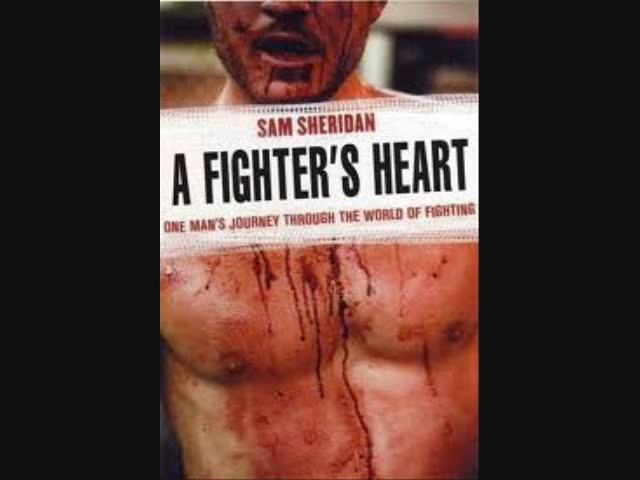 SAM SHERIDAN
A FIGHTER'S HEART
ONE MAN'S JOURNEY THROUGH THE WORLD OF FIGHTING